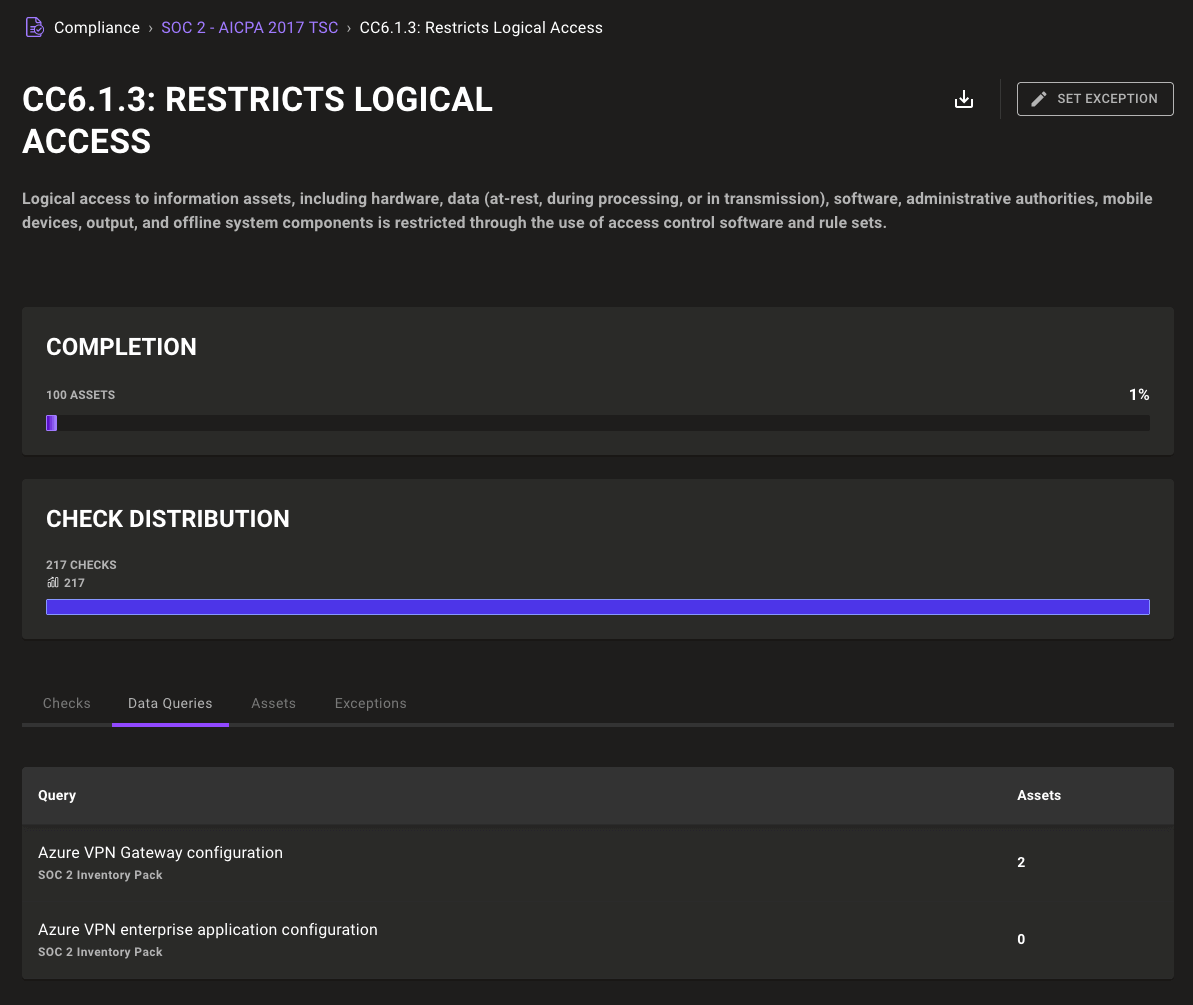 Compliance › SOC 2 - AICPA 2017 TSC › CC6.1.3: Restricts Logical Access
CC6.1.3: RESTRICTS LOGICAL
ACCESS
SET EXCEPTION
Logical access to information assets, including hardware, data (at-rest, during processing, or in transmission), software, administrative authorities, mobile
devices, output, and offline system components is restricted through the use of access control software and rule sets.
COMPLETION
100 ASSETS 1%
CHECK DISTRIBUTION
217 CHECKS
217
Checks Data Queries Assets Exceptions
Query Assets
Azure VPN Gateway configuration
SOC 2 Inventory Pack
2
Azure VPN enterprise application configuration
SOC 2 Inventory Pack
0